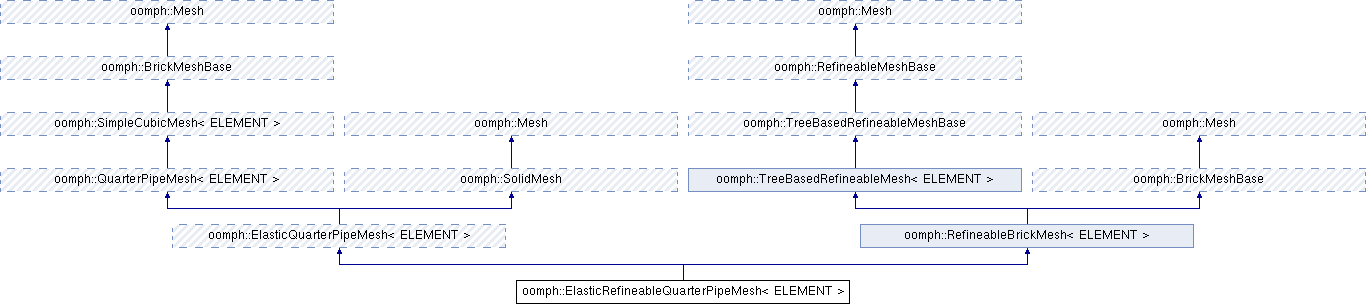 oomph::Mesh
oomph::Mesh
oomph::BrickMeshBase
oomph::RefineableMeshBase
oomph::SimpleCubicMesh< ELEMENT >
oomph::Mesh
oomph::TreeBasedRefineableMeshBase
oomph::Mesh
oomph::QuarterPipeMesh< ELEMENT >
oomph::SolidMesh
oomph::TreeBasedRefineableMesh< ELEMENT >
oomph::BrickMeshBase
oomph::ElasticQuarterPipeMesh< ELEMENT >
oomph::RefineableBrickMesh< ELEMENT >
oomph::ElasticRefineableQuarterPipeMesh< ELEMENT >